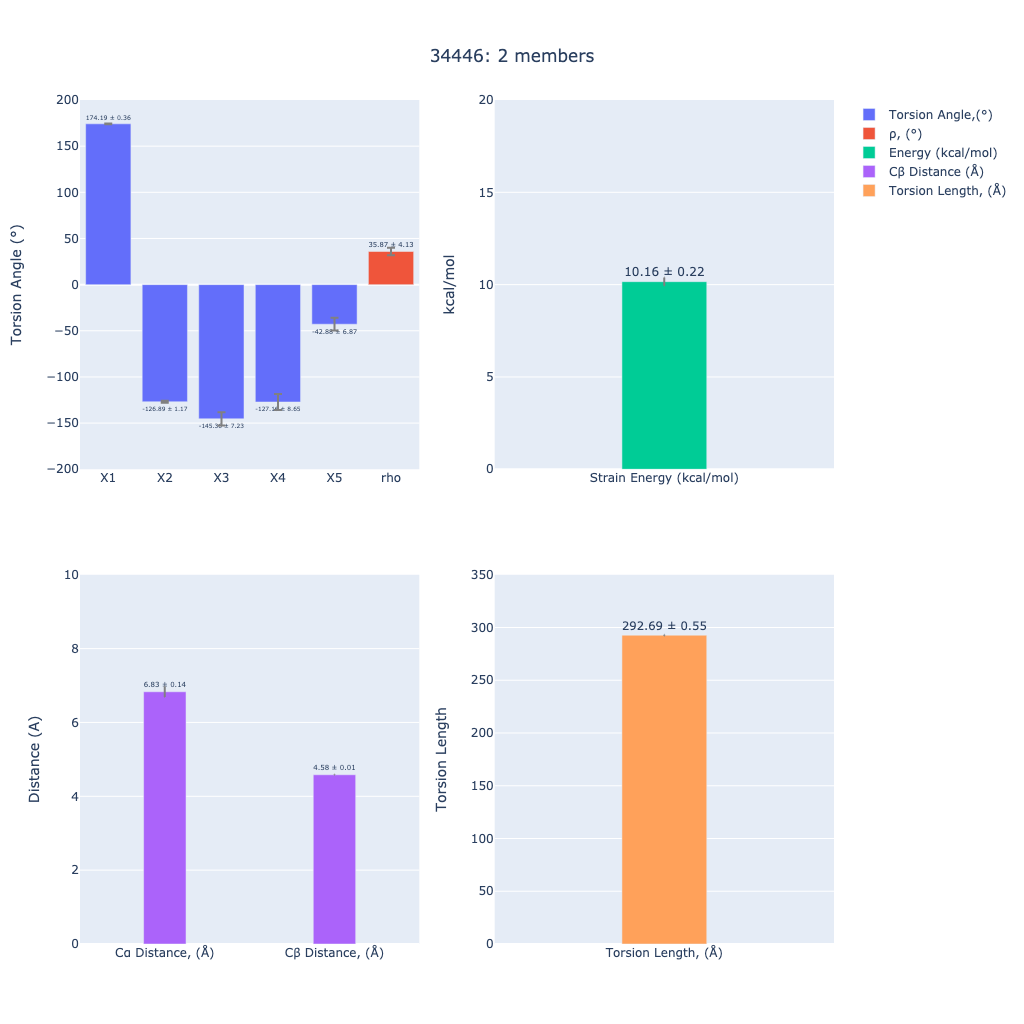 34446: 2 members
200
150
100
50
0
−50
−100
−150
−200
Torsion Angle (°)
174.19 ± 0.36
-126.89 ± 1.17
± 7.23
± 8.65
-42.88 ± 6.87
35.87 ± 4.13
X1
X2
X3
X4
X5
rho
20
15
10
5
0
kcal/mol
10.16 ± 0.22
Strain Energy (kcal/mol)
Torsion Angle,(°)
ρ, (°)
Energy (kcal/mol)
Cβ Distance (Å)
Torsion Length, (Å)
10
8
6
4
2
0
Distance (A)
6.83 ± 0.14
4.58 ± 0.01
Cα Distance, (Å)
Cβ Distance, (Å)
350
300
250
200
150
100
50
0
Torsion Length
292.69 ± 0.55
Torsion Length, (Å)